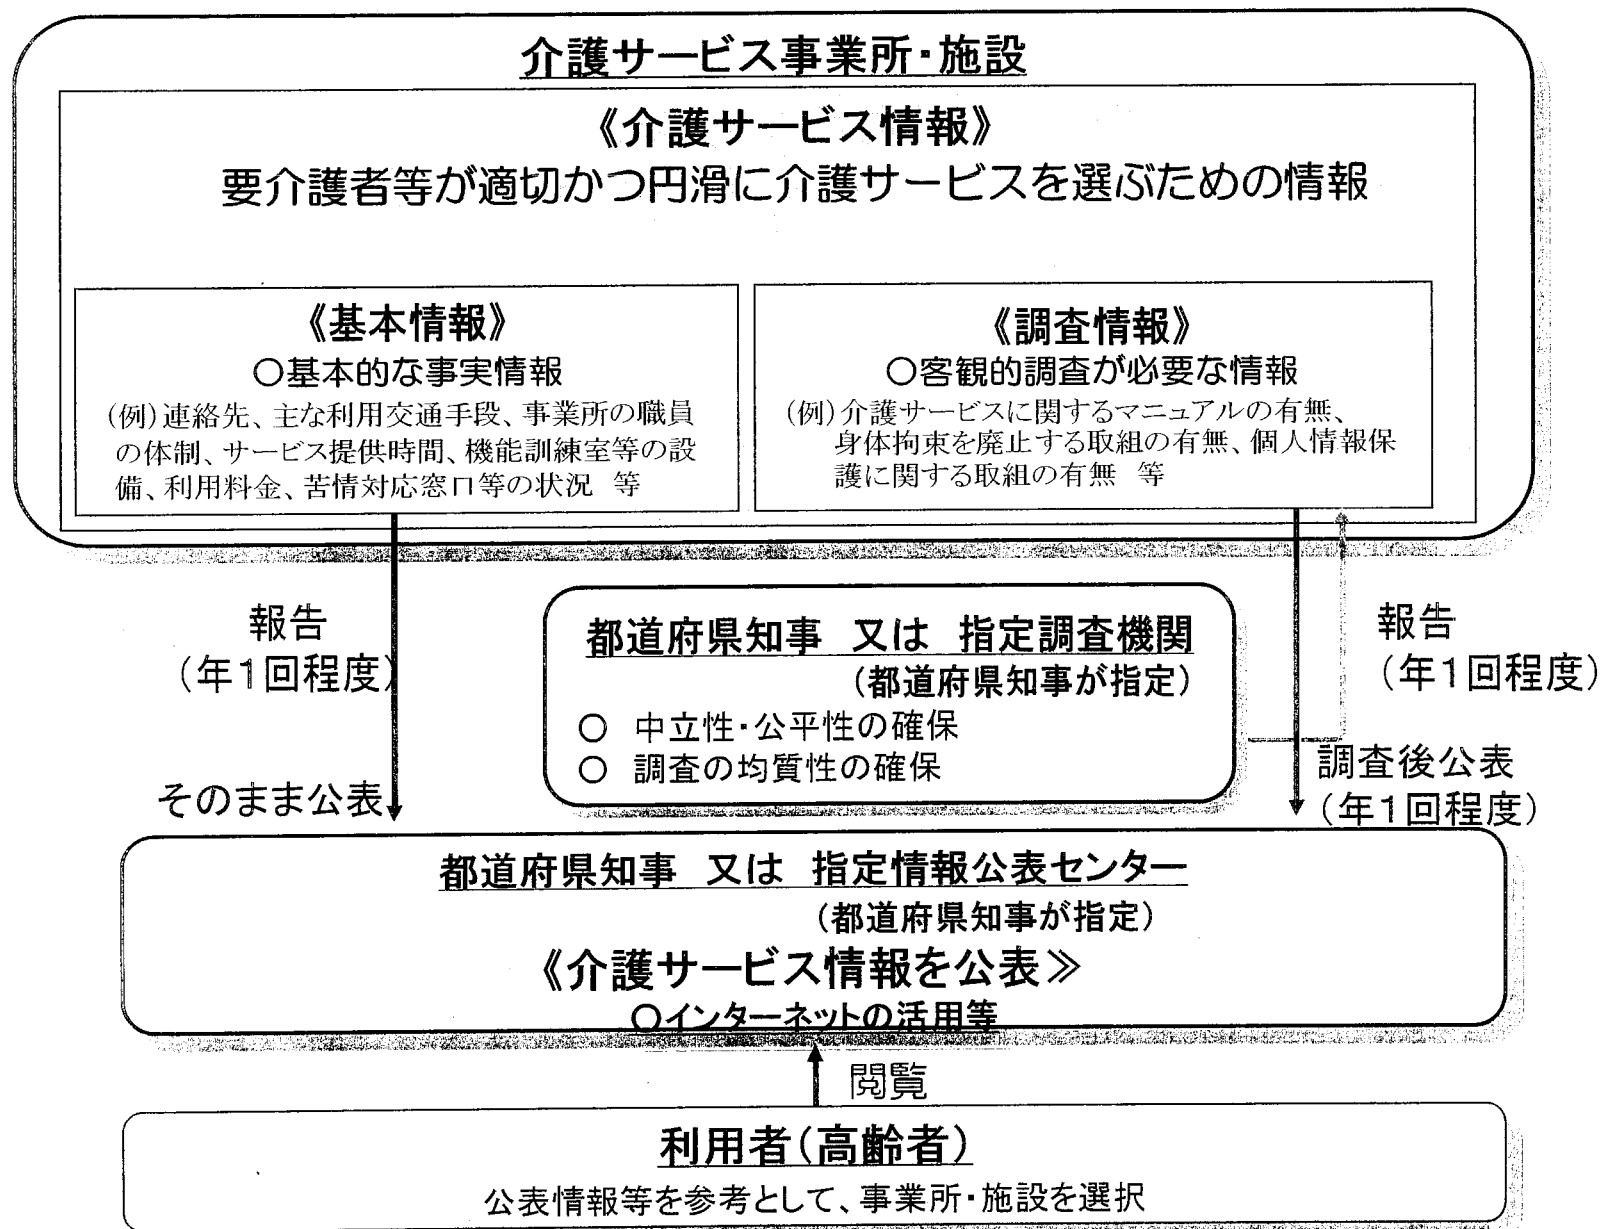 介護サービス事業所・施設
《介護サービス情報》
要介護者等が適切かつ円滑に介護サービスを選ぶための情報
《基本情報》
○基本的な事実情報
(例)連絡先、主な利用交通手段、事業所の職員
の体制、サービス提供時間、機能訓練室等の設
備、利用料金、苦情対応窓口等の状況 等
《調査情報》
○客観的調査が必要な情報
(例)介護サービスに関するマニュアルの有無、
身体拘束を廃止する取組の有無、個人情報保
護に関する取組の有無 等
報告
(年1回程度)
そのまま公表
都道府県知事 又は 指定調査機関
(都道府県知事が指定)
○ 中立性・公平性の確保
○ 調査の均質性の確保
報告
(年1回程度)
調査後公表
(年1回程度)
都道府県知事 又は 指定情報公表センター
(都道府県知事が指定)
《介護サービス情報を公表≫
○インターネットの活用等
閲覧
利用者(高齢者)
公表情報等を参考として、事業所・施設を選択